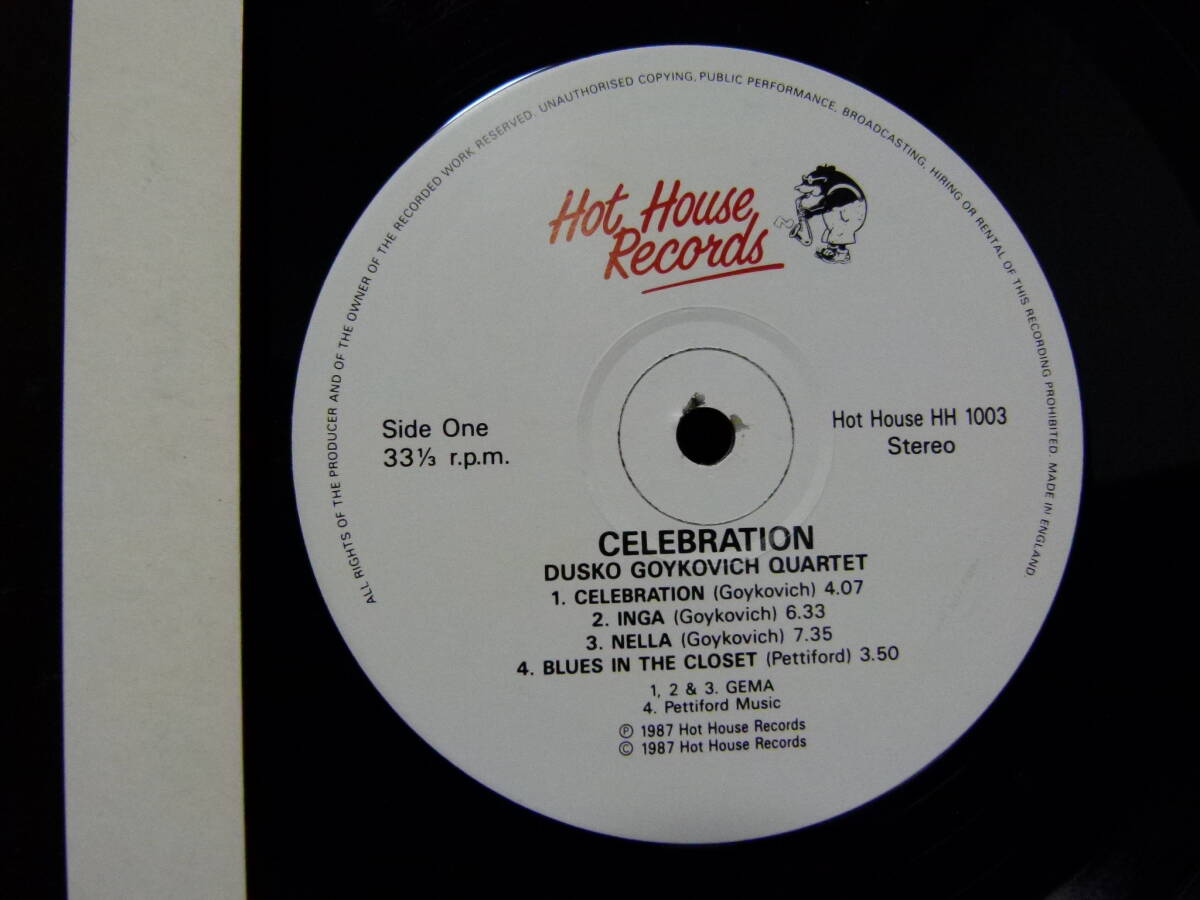 ALL RIGHTS OF THE PRODUCER AND OF THE OWNER OF THE RECORDED WORK RESERVED. UNAUTHORISED COPYING, PUBLIC PERFORMANCE, BROADCASTING, HIRING OR RENTAL OF THIS RECORDING PROHIBITED. MADE IN ENGLAND.
Hot House
Records
Side One
33⅓ r.p.m.
Hot House HH 1003
Stereo
CELEBRATION
DUSKO GOYKOVICH QUARTET
1. CELEBRATION (Goykovich) 4.07
2. INGA (Goykovich) 6.33
3. NELLA (Goykovich) 7.35
4. BLUES IN THE CLOSET (Pettiford) 3.50
1, 2 & 3. GEMA
4. Pettiford Music
℗ 1987 Hot House Records
© 1987 Hot House Records